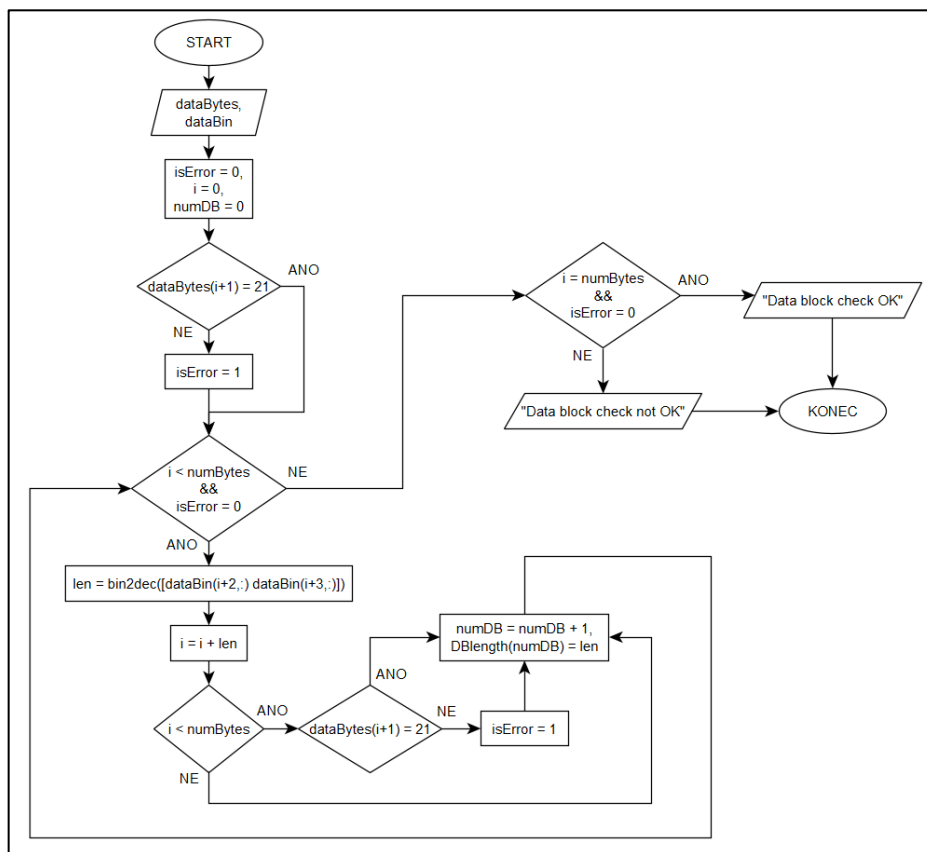 START
dataBytes,
dataBin
isError = 0,
i = 0,
numDB = 0
dataBytes(i+1) = 21
ANO
NE
isError = 1
i < numBytes
&&
isError = 0
NE
ANO
i = numBytes
&&
isError = 0
ANO
NE
"Data block check OK"
"Data block check not OK"
KONEC
len = bin2dec([dataBin(i+2,:) dataBin(i+3,:)])
i = i + len
i < numBytes
ANO
NE
dataBytes(i+1) = 21
ANO
NE
isError = 1
numDB = numDB + 1,
DBlength(numDB) = len